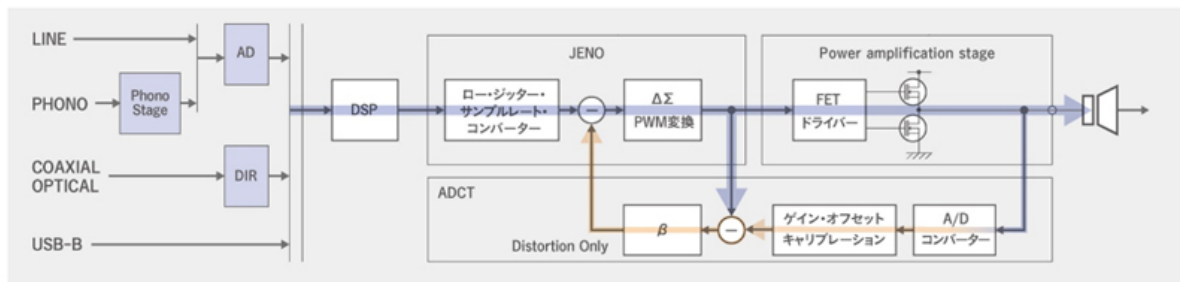 LINE
AD
PHONO
Phono
Stage
COAXIAL
OPTICAL
DIR
USB-B
DSP
JENO
ロー・ジッター・
サンプルレート・
コンバーター
−
ΔΣ
PWM変換
Power amplification stage
FET
ドライバー
ADCT
Distortion Only
β
−
ゲイン・オフセット
キャリブレーション
A/D
コンバーター